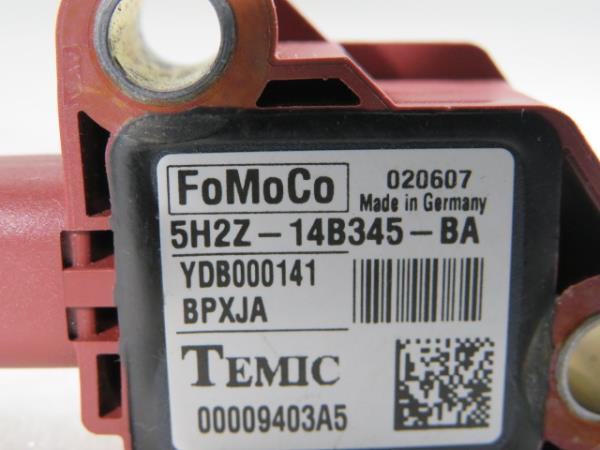 FoMoCo
020607
Made in Germany
5H2Z-14B345-BA
YDB000141
BPXJA
TEMIC
00009403A5